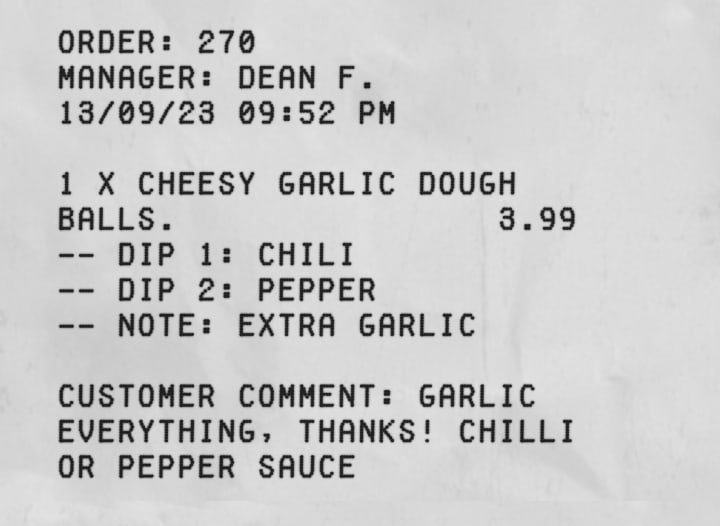 ORDER: 270
MANAGER: DEAN F.
13/09/23 09:52 PM
1 X CHEESY GARLIC DOUGH
BALLS. 3.99
-- DIP 1: CHILI
-- DIP 2: PEPPER
-- NOTE: EXTRA GARLIC
CUSTOMER COMMENT: GARLIC
EVERYTHING, THANKS! CHILLI
OR PEPPER SAUCE